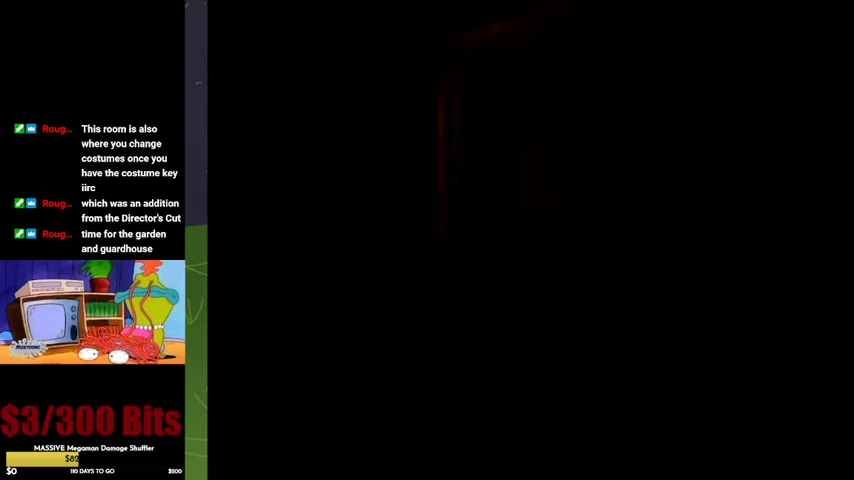 Roug... This room is also
where you change
costumes once you
have the costume key
iirc
Roug... which was an addition
from the Director's Cut
Roug... time for the garden
and guardhouse
NICKTOONS
$3/300 Bits
MASSIVE Megaman Damage Shuffler
$82
$0 110 DAYS TO GO $200